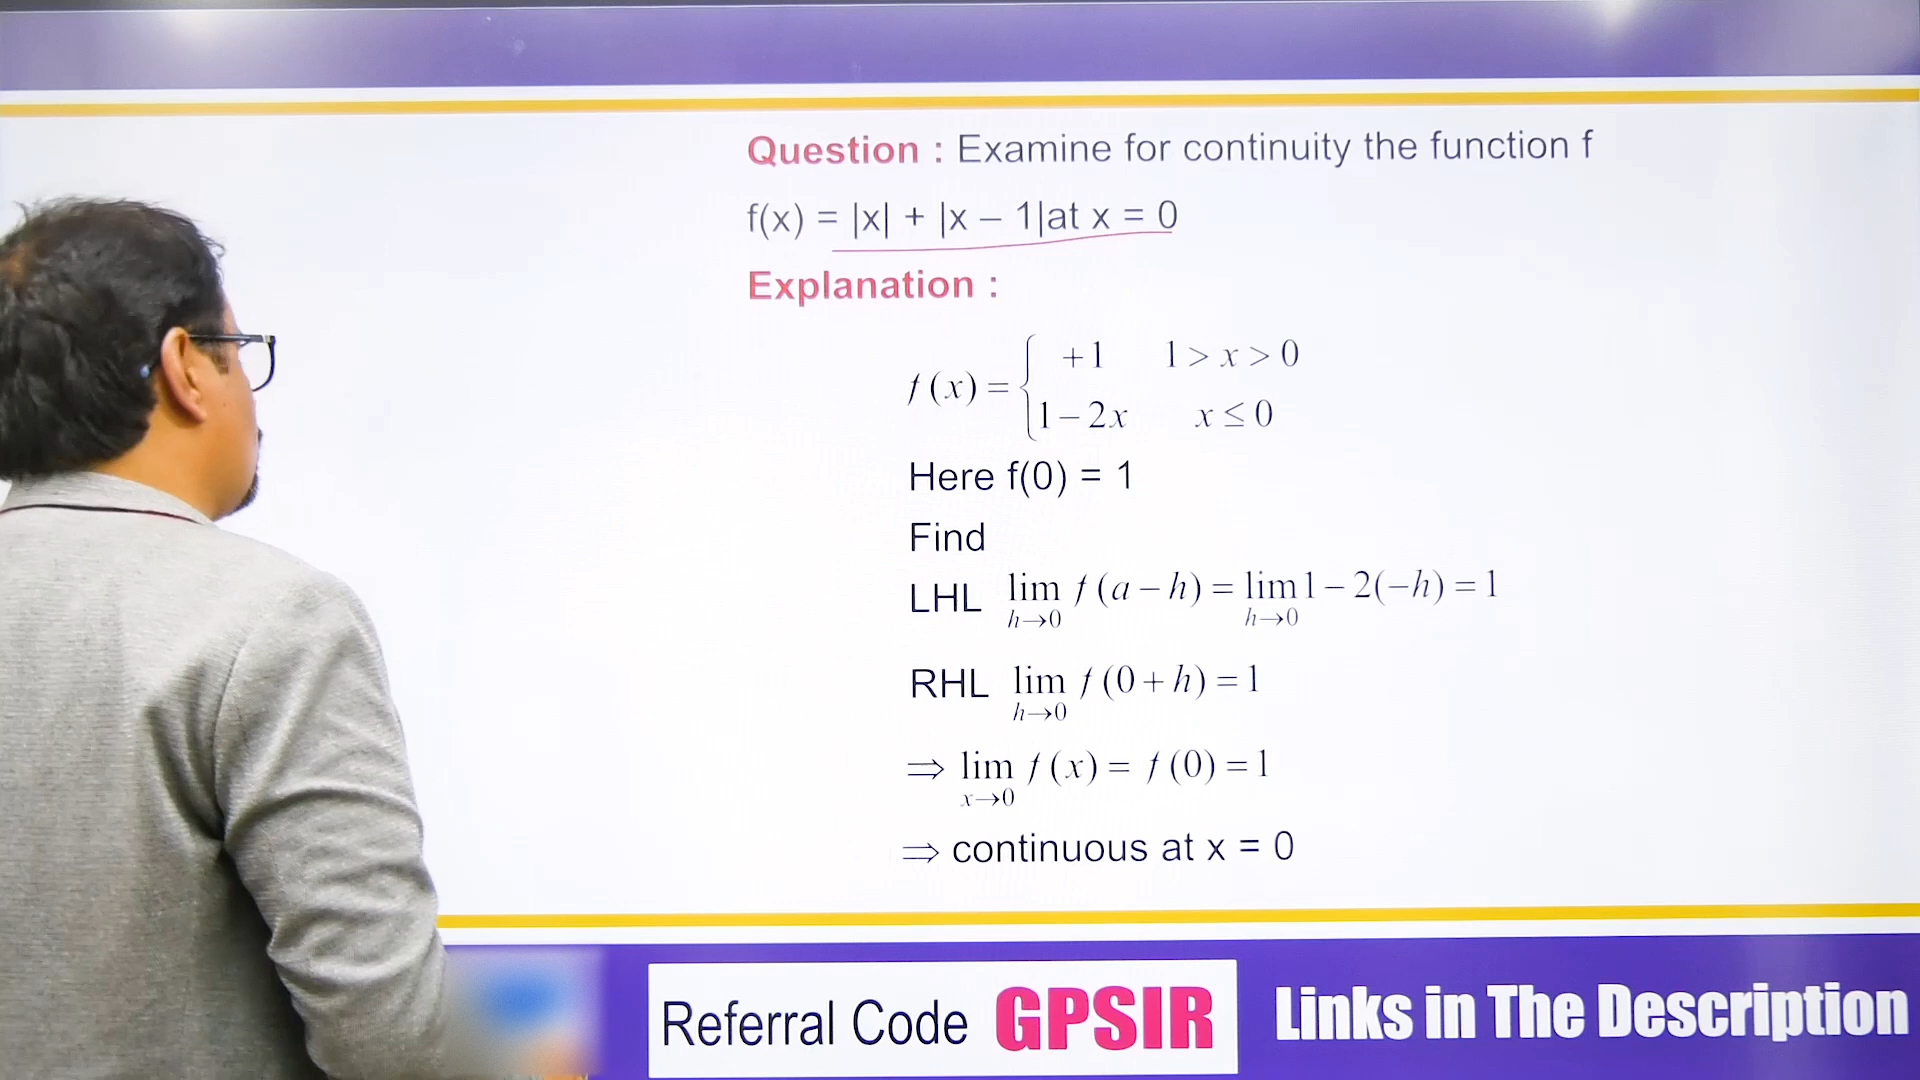 Question : Examine for continuity the function f
f(x) = |x| + |x – 1|at x = 0
Explanation :
f(x) = { +1 1 > x > 0
1 – 2x x ≤ 0
Here f(0) = 1
Find
LHL lim h→0 f(a – h) = lim h→0 1 – 2(–h) = 1
RHL lim h→0 f(0 + h) = 1
⇒ lim x→0 f(x) = f(0) = 1
⇒ continuous at x = 0
Referral Code GPSIR
Links in The Description